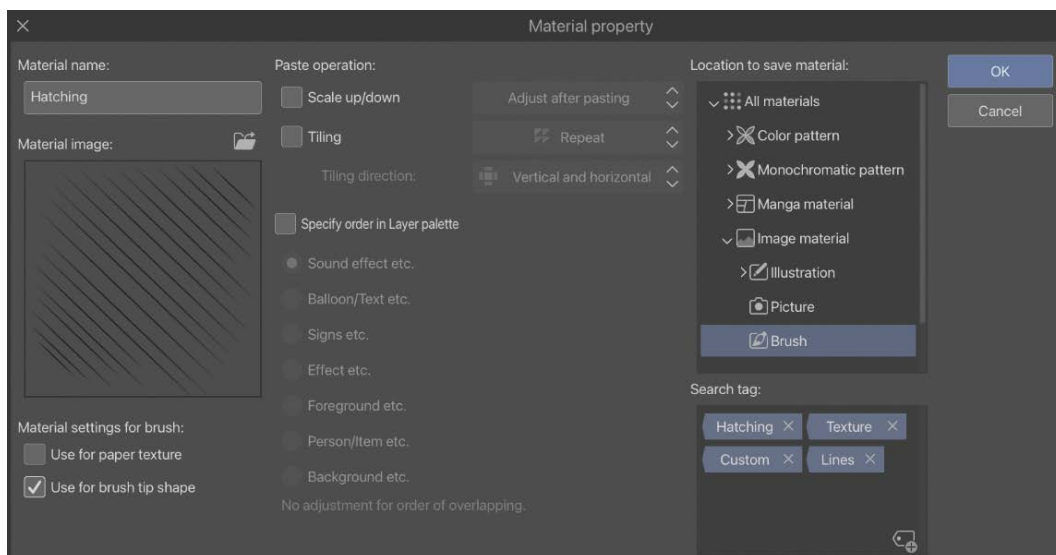 Material property
Material name:
Hatching
Material image:
Material settings for brush:
Use for paper texture
Use for brush tip shape
Paste operation:
Scale up/down
Adjust after pasting
Tiling
Repeat
Tiling direction:
Vertical and horizontal
Specify order in Layer palette
Sound effect etc.
Balloon/Text etc.
Signs etc.
Effect etc.
Foreground etc.
Person/Item etc.
Background etc.
No adjustment for order of overlapping.
Location to save material:
All materials
Color pattern
Monochromatic pattern
Manga material
Image material
Illustration
Picture
Brush
Search tag:
Hatching
Texture
Custom
Lines
OK
Cancel